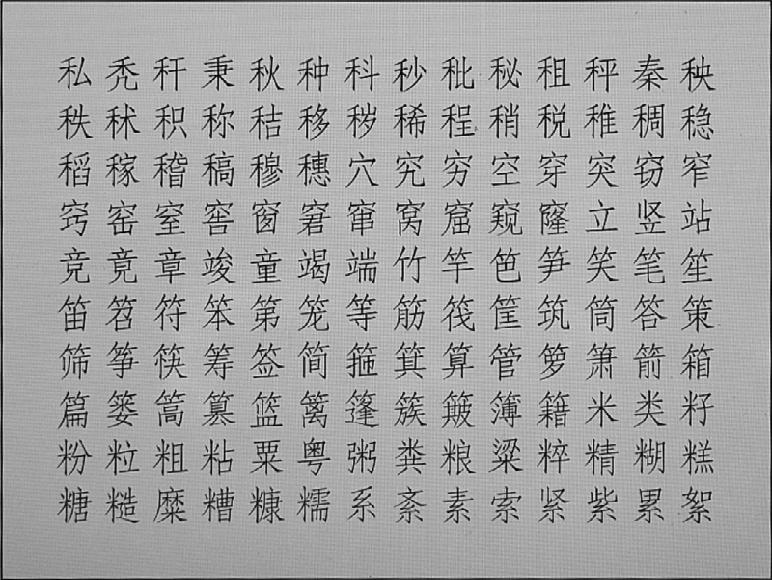 私秃秆秉秋种科秒秕秘租秤秦秧
秩秫积称秸移秽稀程稍税稚稠稳
稻稼稽稿穆穗穴究穷空穿突窃窄
窍窑窒窖窗窘窜窝窟窥窿立竖站
竞竟章竣童竭端竹竿笆笋笑笔笙
笛笤符笨第笼等筋筏筐筑筒答策
筛筝筷筹签简箍箕算管箩箫箭箱
篇篓篙篡篮篱篷簇簸簿籍米类籽
粉粒粗粘粟粤粥粪粮粱粹精糊糕
糖糙糜糟糠糯系紊素索紧紫累絮